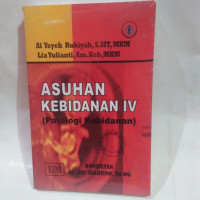 Ai Yeyeh Rukiyah, S.SiT, MKM
Lia Yulianti, Am.Keb, MKM
ASUHAN
KEBIDANAN IV
(Patologi Kebidanan)
TIM